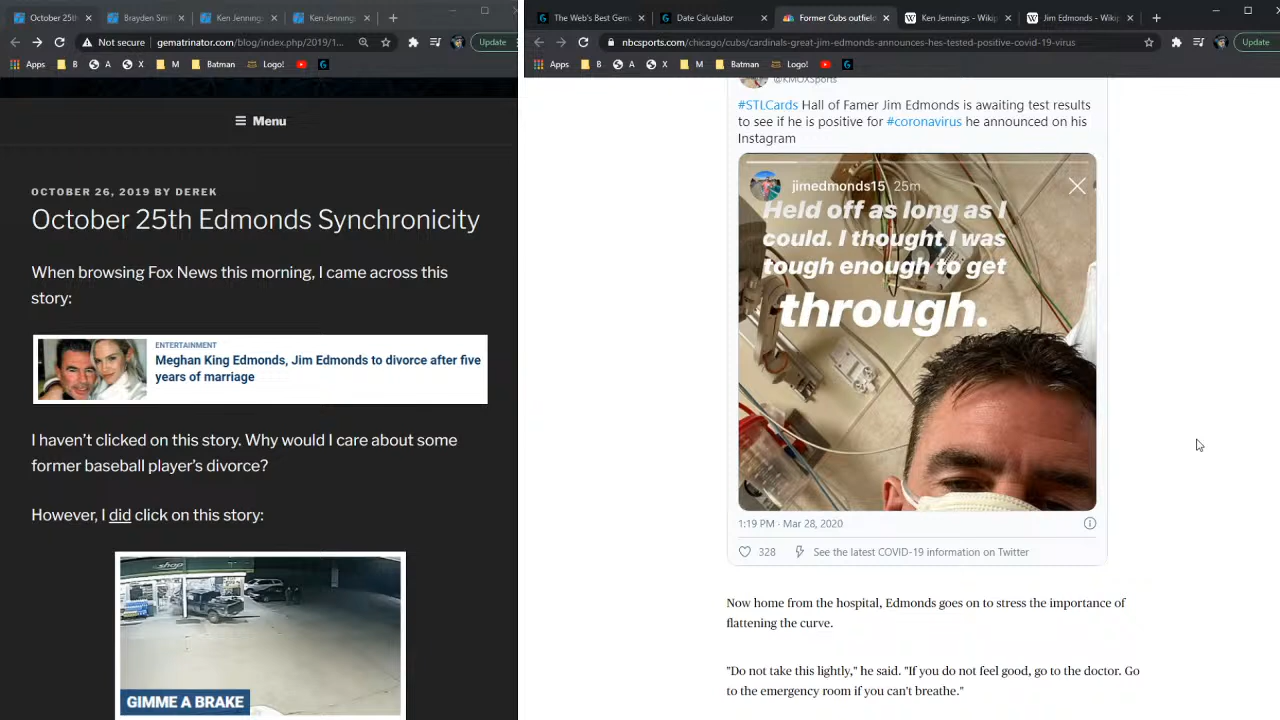 October 25th
Brayden Smi
Ken Jennings
Ken Jennings
Not secure
gematrinator.com/blog/index.php/2019/1...
Update
Apps
B
A
X
M
Batman
Logo!
Menu
OCTOBER 26, 2019 BY DEREK
October 25th Edmonds Synchronicity
When browsing Fox News this morning, I came across this
story:
ENTERTAINMENT
Meghan King Edmonds, Jim Edmonds to divorce after five
years of marriage
I haven't clicked on this story. Why would I care about some
former baseball player's divorce?
However, I did click on this story:
shop
GIMME A BRAKE
The Web's Best Gem
Date Calculator
Former Cubs outfiel
Ken Jennings - Wikip
Jim Edmonds - Wikip
nbcsports.com/chicago/cubs/cardinals-great-jim-edmonds-announces-hes-tested-positive-covid-19-virus
Update
Apps
B
A
X
M
Batman
Logo!
@KMOXSports
#STLCards Hall of Famer Jim Edmonds is awaiting test results
to see if he is positive for #coronavirus he announced on his
Instagram
jimedmonds15 25m
Held off as long as I
could. I thought I was
tough enough to get
through.
1:19 PM · Mar 28, 2020
328
See the latest COVID-19 information on Twitter
Now home from the hospital, Edmonds goes on to stress the importance of
flattening the curve.
"Do not take this lightly," he said. "If you do not feel good, go to the doctor. Go
to the emergency room if you can't breathe."